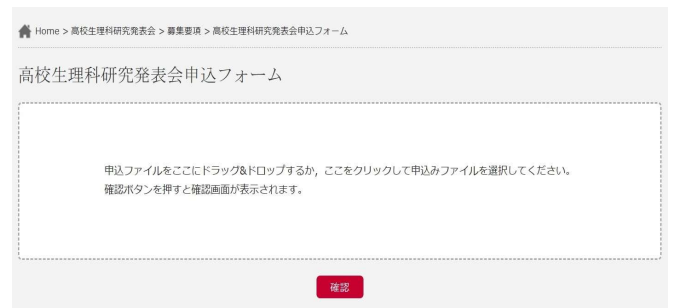 Home > 高校生理科研究発表会 > 募集要項 > 高校生理科研究発表会申込フォーム
高校生理科研究発表会申込フォーム
申込ファイルをここにドラッグ&ドロップするか，ここをクリックして申込みファイルを選択してください。
確認ボタンを押すと確認画面が表示されます。
確認